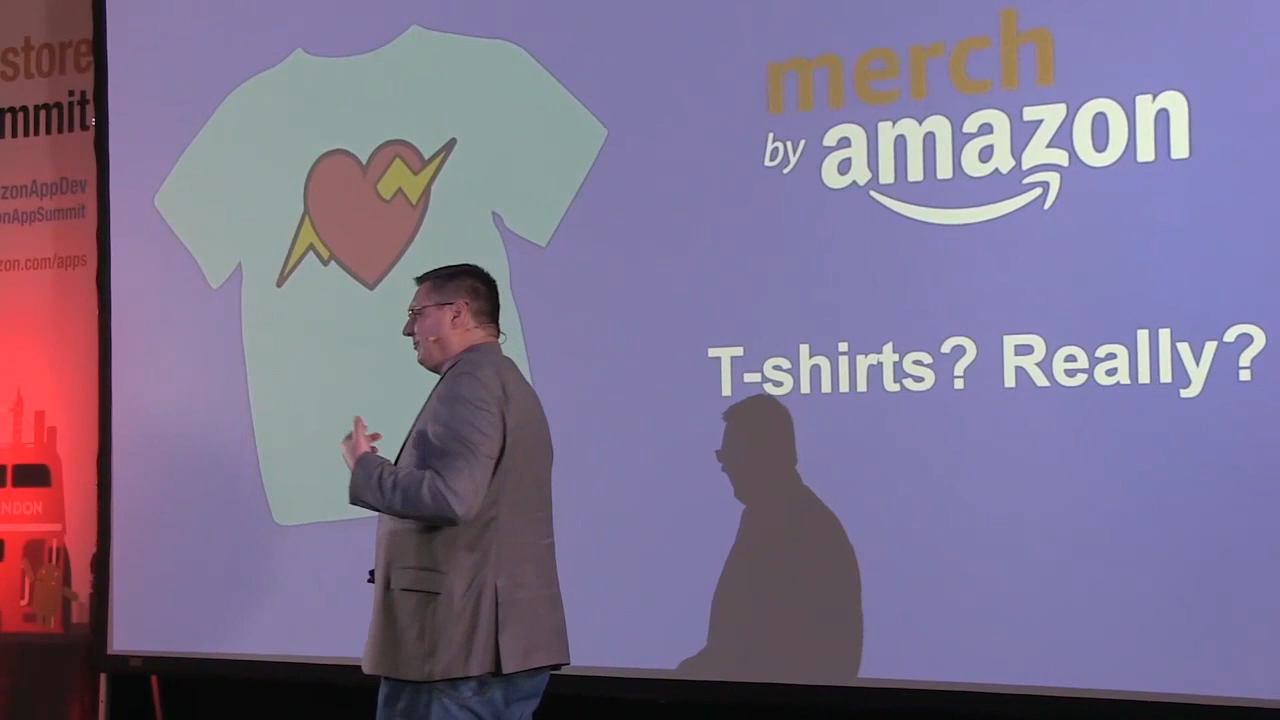 store
mmit
zonAppDev
onAppSummit
zon.com/apps
NDON
merch
by amazon
T-shirts? Really?